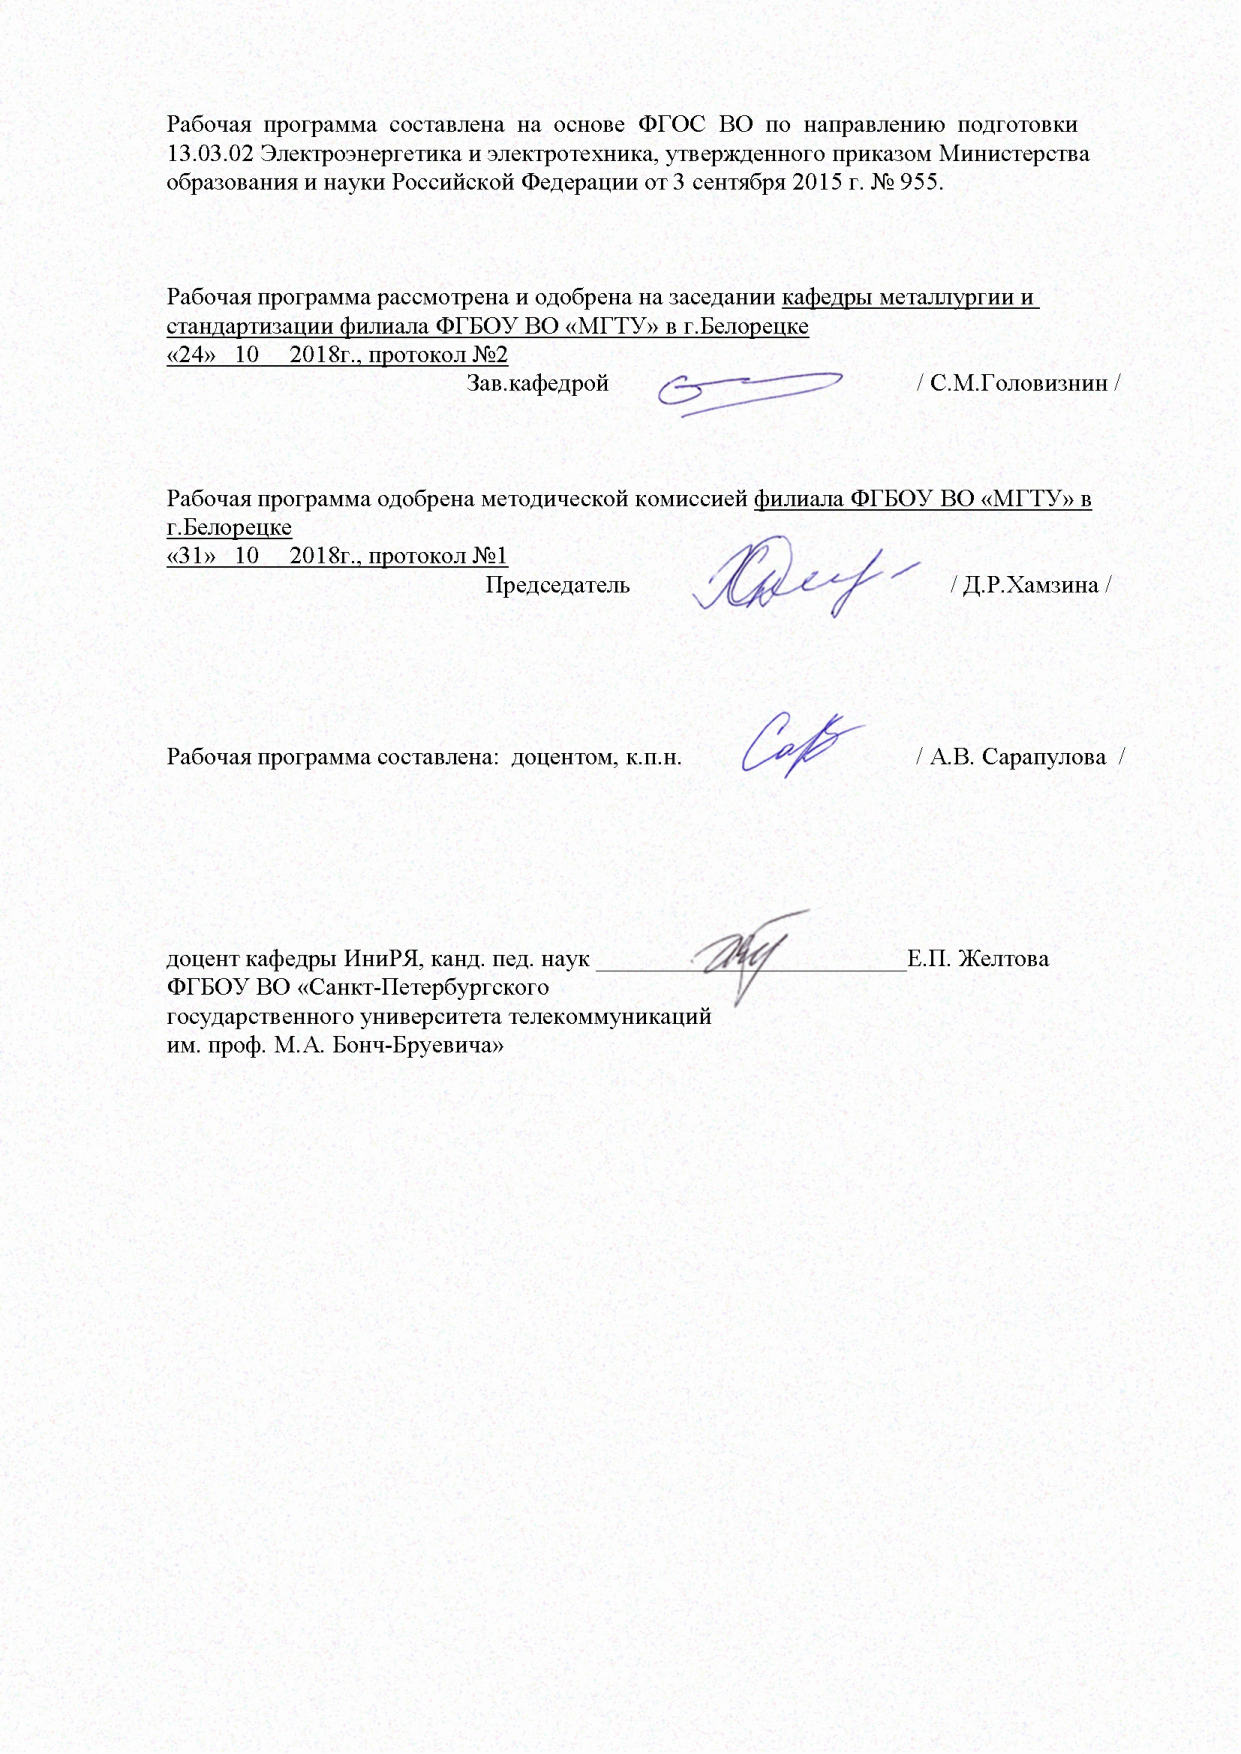 Рабочая программа составлена на основе ФГОС ВО по направлению подготовки
13.03.02 Электроэнергетика и электротехника, утвержденного приказом Министерства
образования и науки Российской Федерации от 3 сентября 2015 г. № 955.
Рабочая программа рассмотрена и одобрена на заседании кафедры металлургии и
стандартизации филиала ФГБОУ ВО «МГТУ» в г.Белорецке
«24» 10 2018г., протокол №2
Зав.кафедрой / С.М.Головизнин /
Рабочая программа одобрена методической комиссией филиала ФГБОУ ВО «МГТУ» в
г.Белорецке
«31» 10 2018г., протокол №1
Председатель / Д.Р.Хамзина /
Рабочая программа составлена: доцентом, к.п.н. / А.В. Сарапулова /
доцент кафедры ИниРЯ, канд. пед. наук __________________________Е.П. Желтова
ФГБОУ ВО «Санкт-Петербургского
государственного университета телекоммуникаций
им. проф. М.А. Бонч-Бруевича»